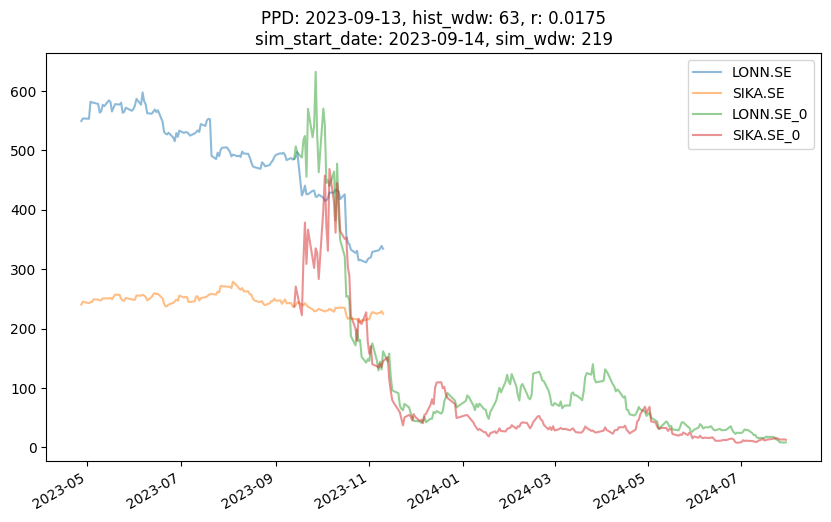 PPD: 2023-09-13, hist_wdw: 63, r: 0.0175
sim_start_date: 2023-09-14, sim_wdw: 219
LONN.SE
SIKA.SE
LONN.SE_0
SIKA.SE_0
600
500
400
300
200
100
0
2023-05
2023-07
2023-09
2023-11
2024-01
2024-03
2024-05
2024-07